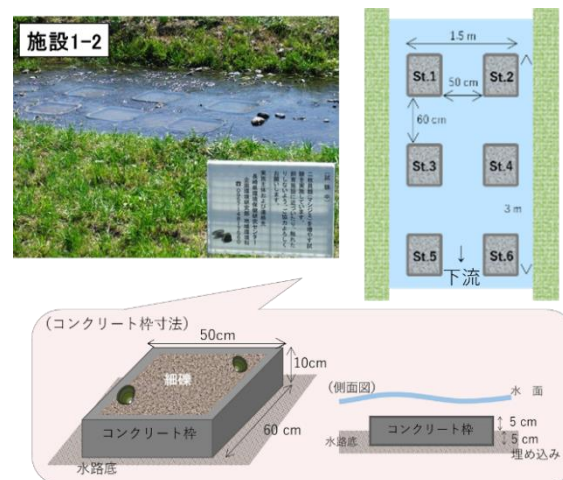 施設1-2
1.5 m
St.1
St.2
50 cm
60 cm
St.3
St.4
3 m
St.5
St.6
下流
(コンクリート枠寸法)
50cm
10cm
細礫
60 cm
コンクリート枠
水路底
(側面図)
水 面
コンクリート枠
5 cm
水路底
5 cm
埋め込み